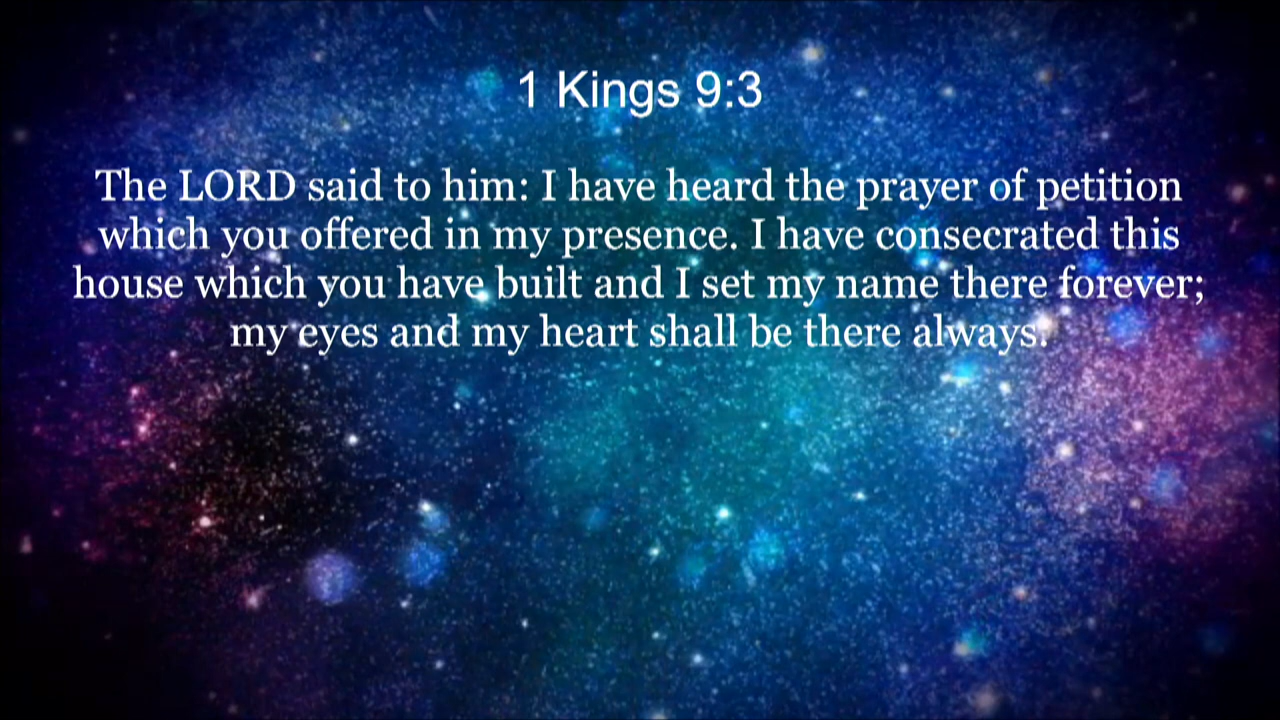 1 Kings 9:3
The LORD said to him: I have heard the prayer of petition
which you offered in my presence. I have consecrated this
house which you have built and I set my name there forever;
my eyes and my heart shall be there always.